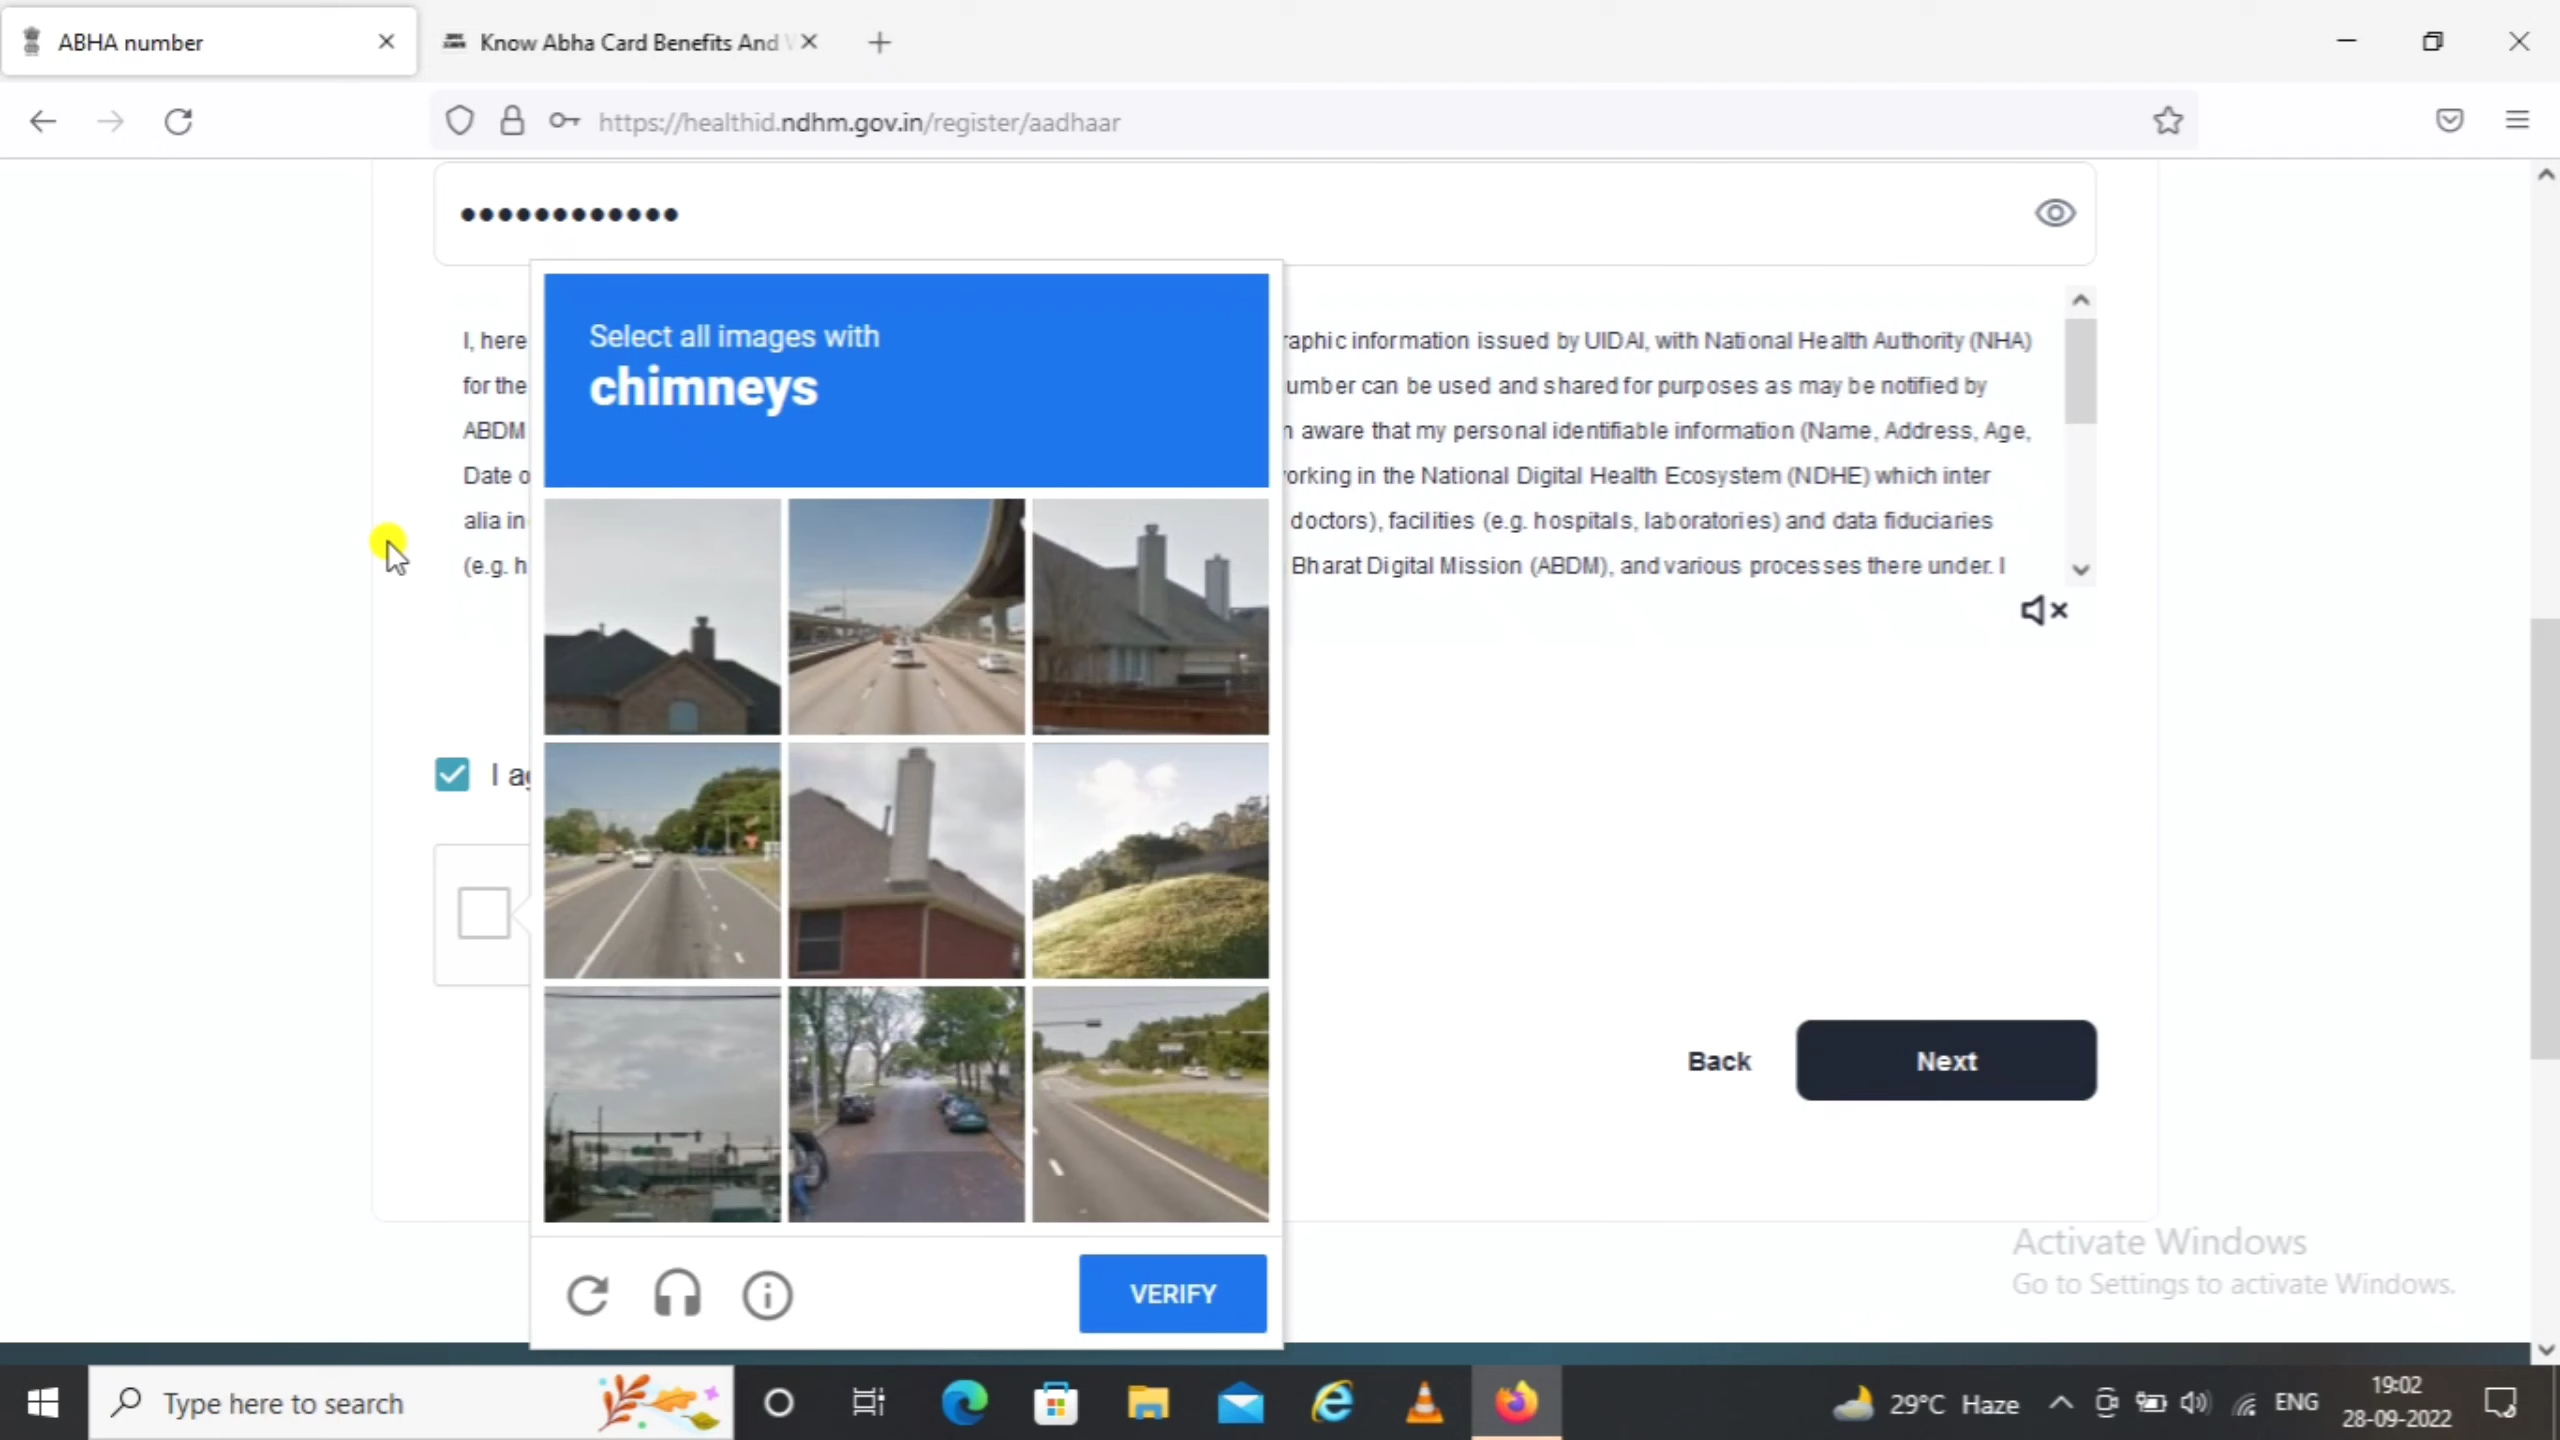 ABHA number
Know Abha Card Benefits And
https://healthid.ndhm.gov.in/register/aadhaar
I, here
raphic information issued by UIDAI, with National Health Authority (NHA)
for the
umber can be used and shared for purposes as may be notified by
ABDM
n aware that my personal identifiable information (Name, Address, Age,
Date o
orking in the National Digital Health Ecosystem (NDHE) which inter
alia in
doctors), facilities (e.g. hospitals, laboratories) and data fiduciaries
(e.g. h
Bharat Digital Mission (ABDM), and various processes there under. I
Select all images with
chimneys
I ag
Back
Next
VERIFY
Activate Windows
Go to Settings to activate Windows.
Type here to search
29°C Haze
ENG
19:02
28-09-2022